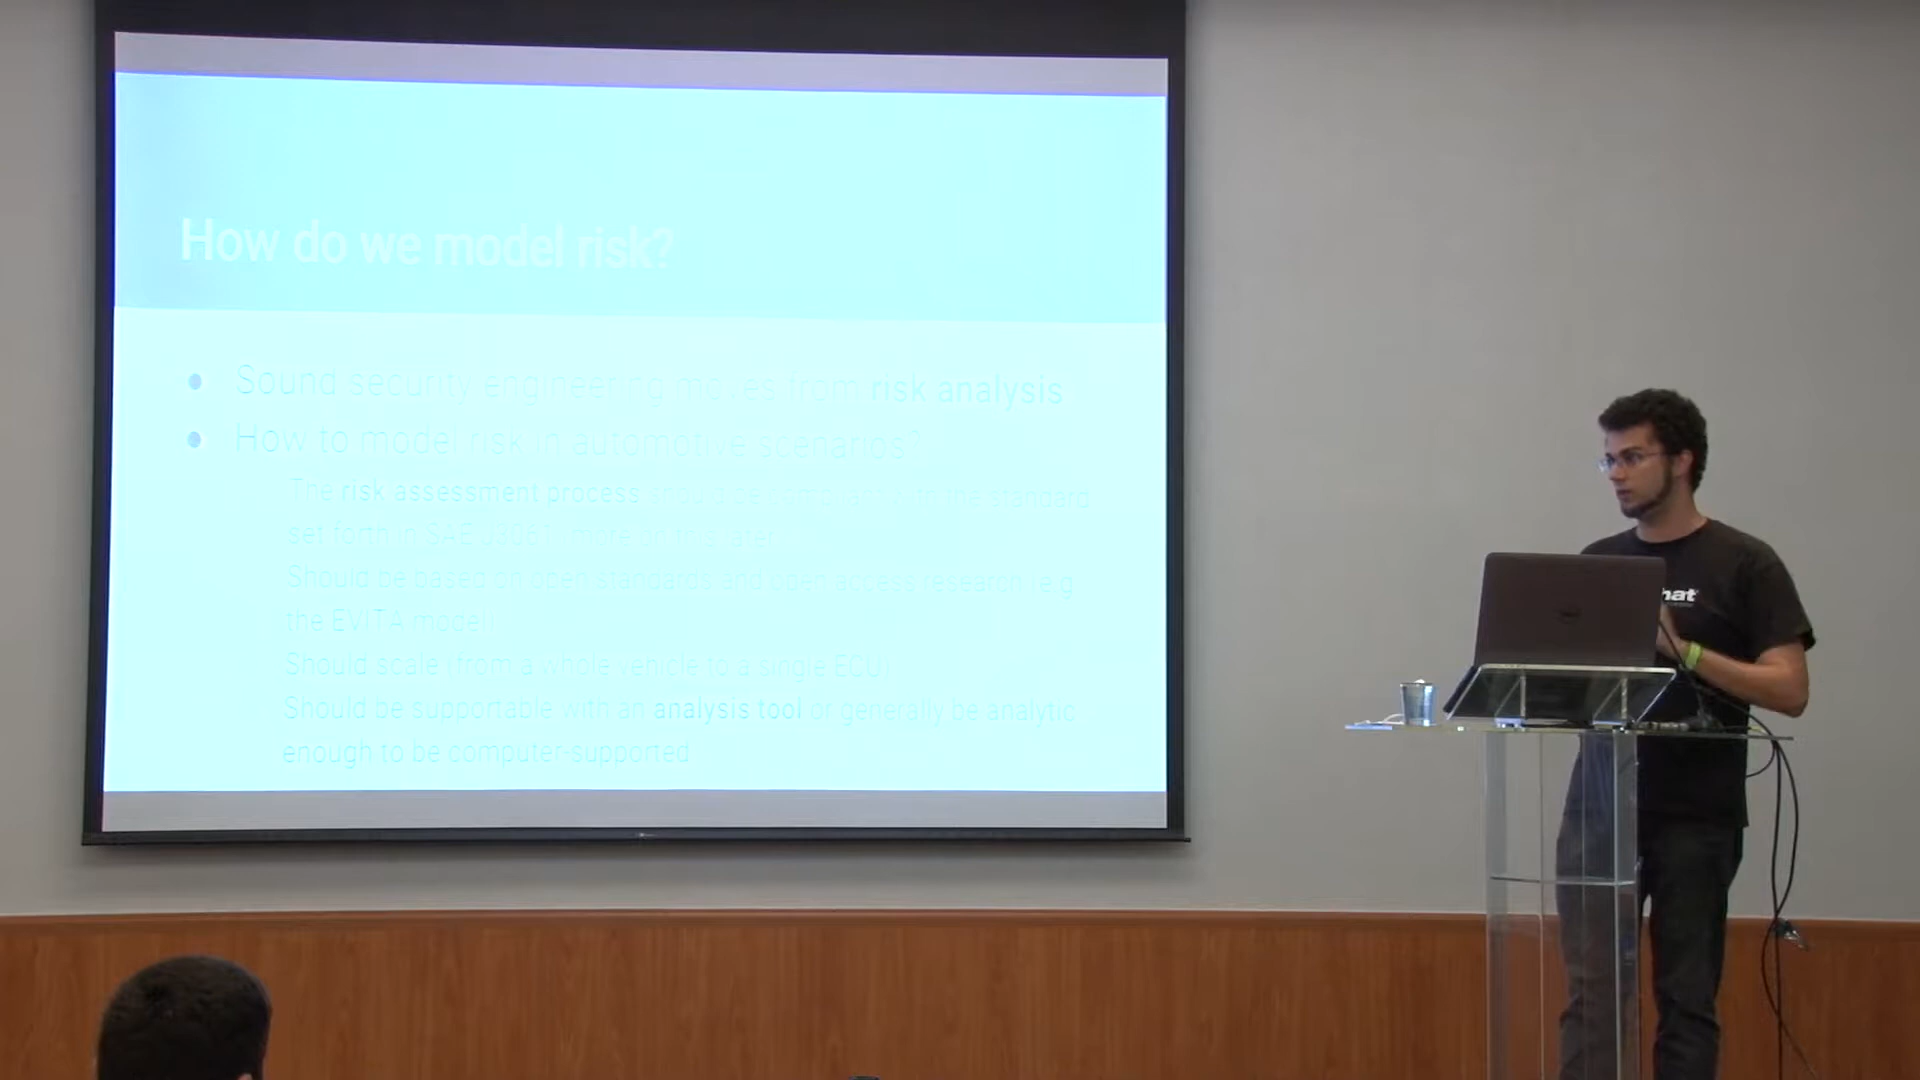 How do we model risk?
Sound security engineering moves from risk analysis
How to model risk in automotive scenarios?
The risk assessment process should be compliant with the standard
set forth in SAE J3061 (more on this later)
Should be based on open standards and open access research (e.g.
the EVITA model)
Should scale (from a whole vehicle to a single ECU)
Should be supportable with an analysis tool or generally be analytic
enough to be computer-supported
hat